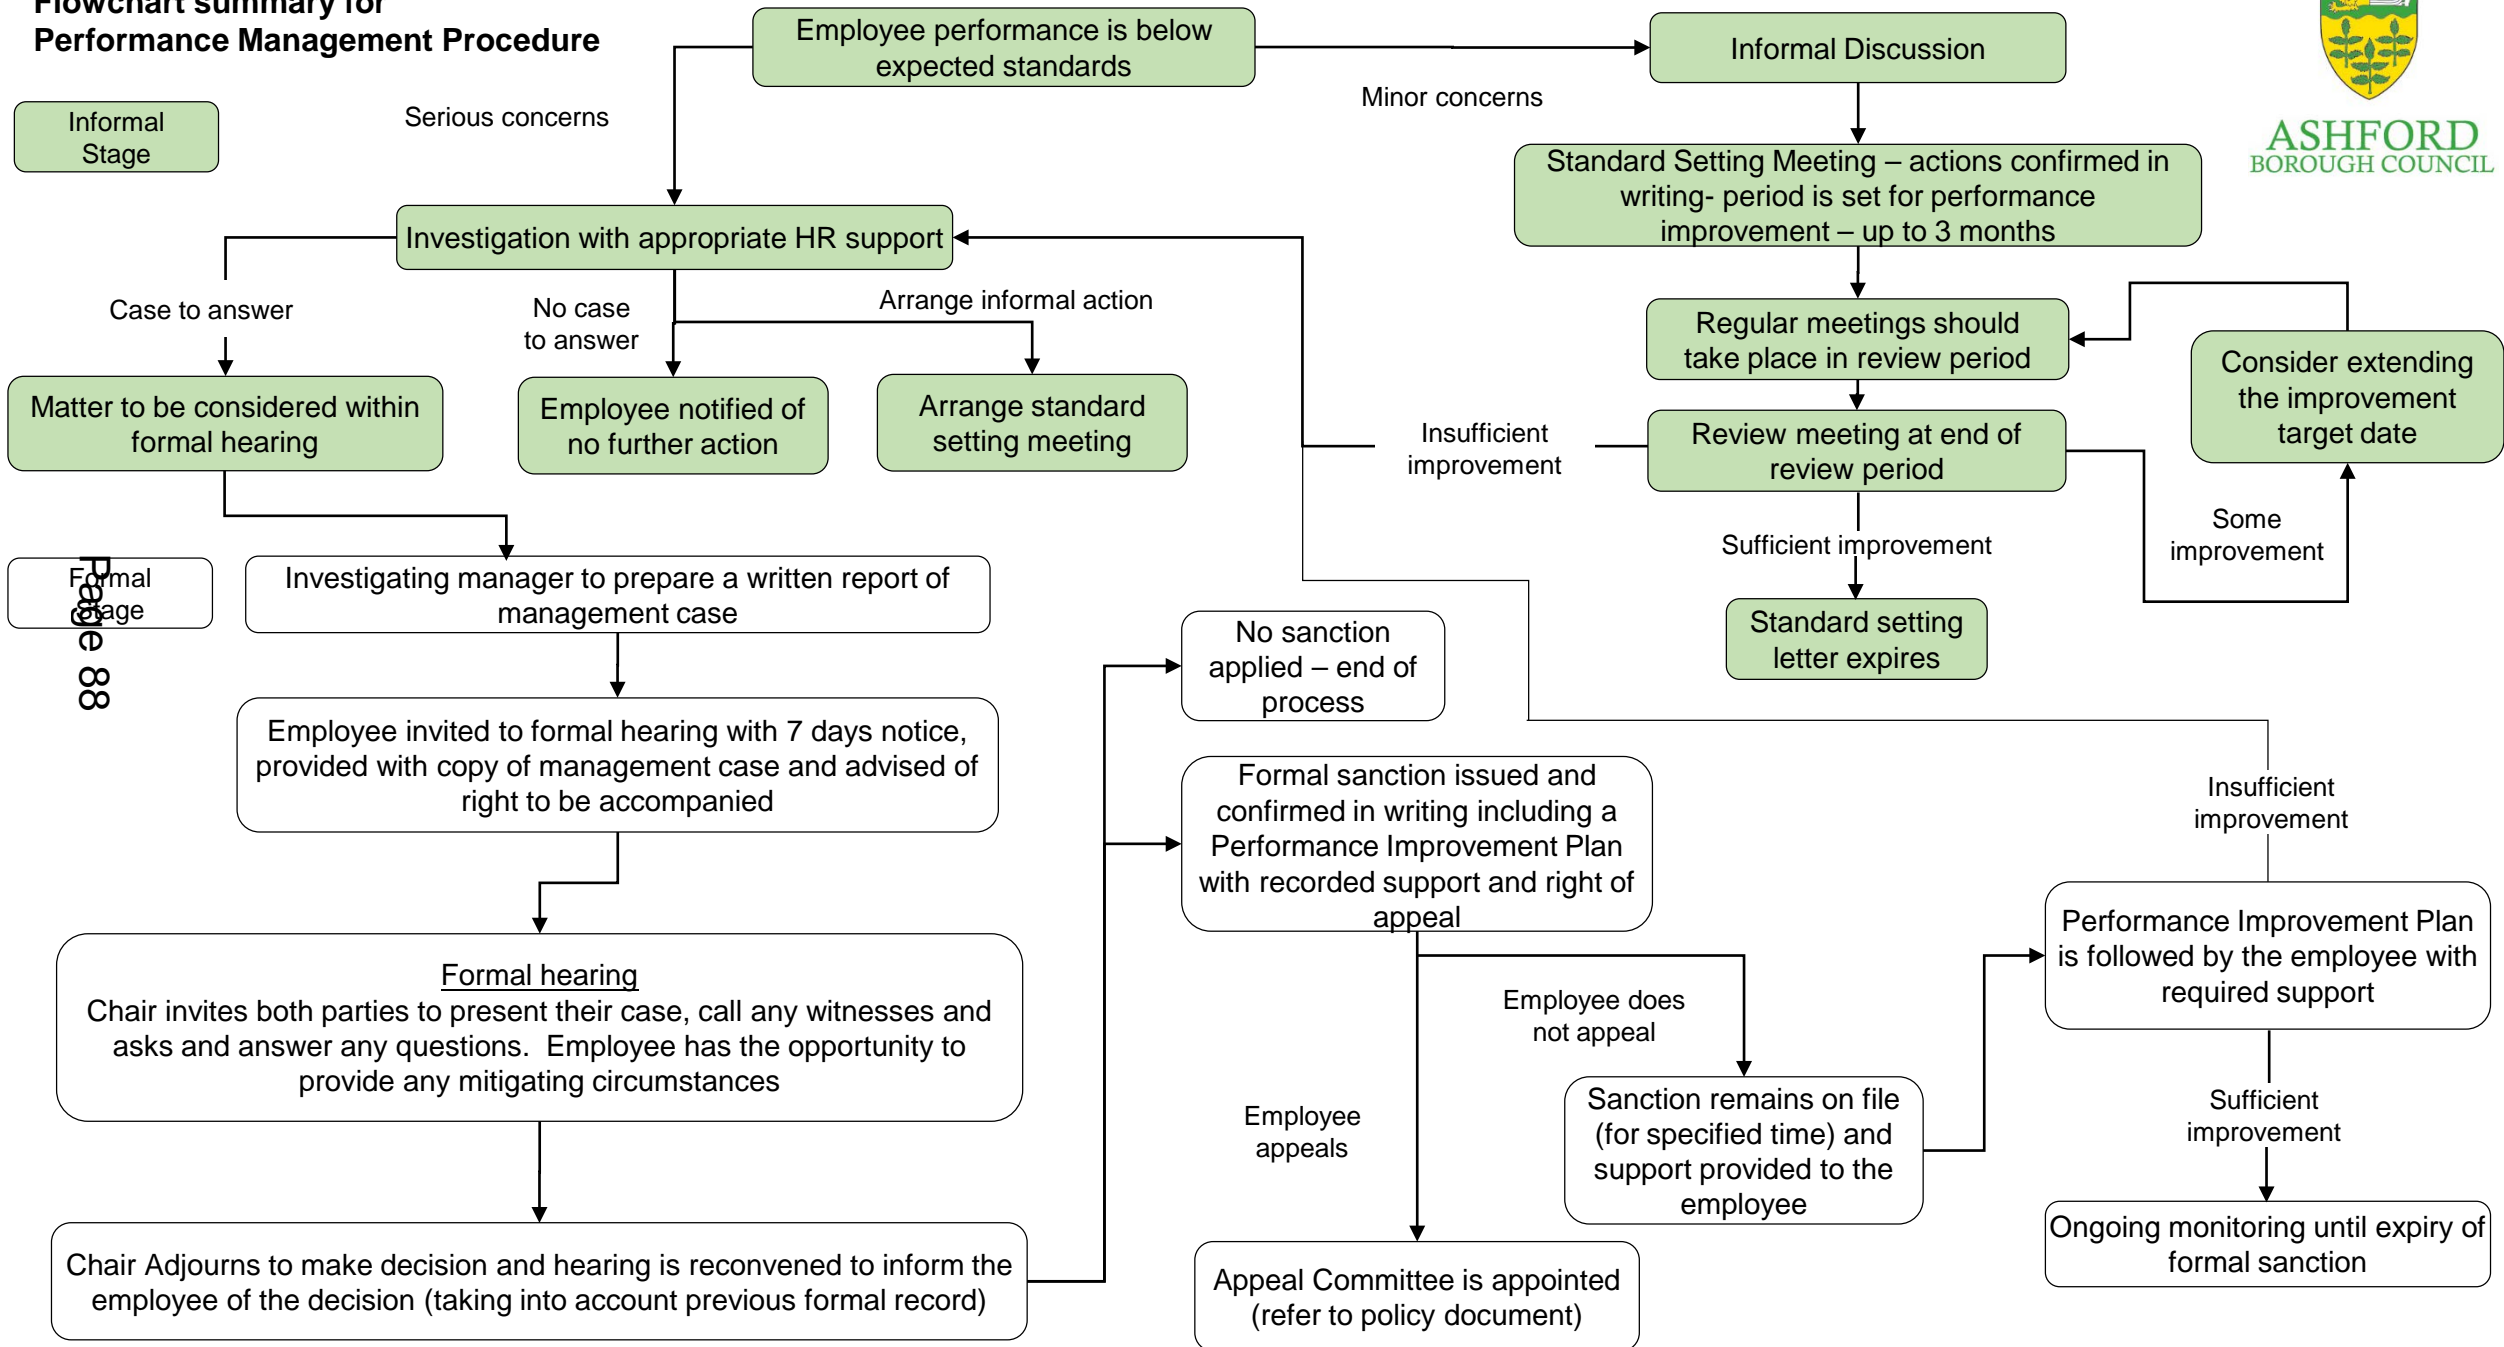 Flowchart summary for
Performance Management Procedure
Employee performance is below
expected standards
Informal Discussion
ASHFORD
BOROUGH COUNCIL
Minor concerns
Serious concerns
Informal
Stage
Standard Setting Meeting – actions confirmed in
writing- period is set for performance
improvement – up to 3 months
Investigation with appropriate HR support
Case to answer
No case
to answer
Arrange informal action
Regular meetings should
take place in review period
Consider extending
the improvement
target date
Matter to be considered within
formal hearing
Employee notified of
no further action
Arrange standard
setting meeting
Insufficient
improvement
Review meeting at end of
review period
Some
improvement
Sufficient improvement
Standard setting
letter expires
Formal
Stage
Page 88
Investigating manager to prepare a written report of
management case
No sanction
applied – end of
process
Employee invited to formal hearing with 7 days notice,
provided with copy of management case and advised of
right to be accompanied
Formal sanction issued and
confirmed in writing including a
Performance Improvement Plan
with recorded support and right of
appeal
Insufficient
improvement
Performance Improvement Plan
is followed by the employee with
required support
Formal hearing
Chair invites both parties to present their case, call any witnesses and
asks and answer any questions.  Employee has the opportunity to
provide any mitigating circumstances
Employee does
not appeal
Employee
appeals
Sanction remains on file
(for specified time) and
support provided to the
employee
Sufficient
improvement
Ongoing monitoring until expiry of
formal sanction
Chair Adjourns to make decision and hearing is reconvened to inform the
employee of the decision (taking into account previous formal record)
Appeal Committee is appointed
(refer to policy document)